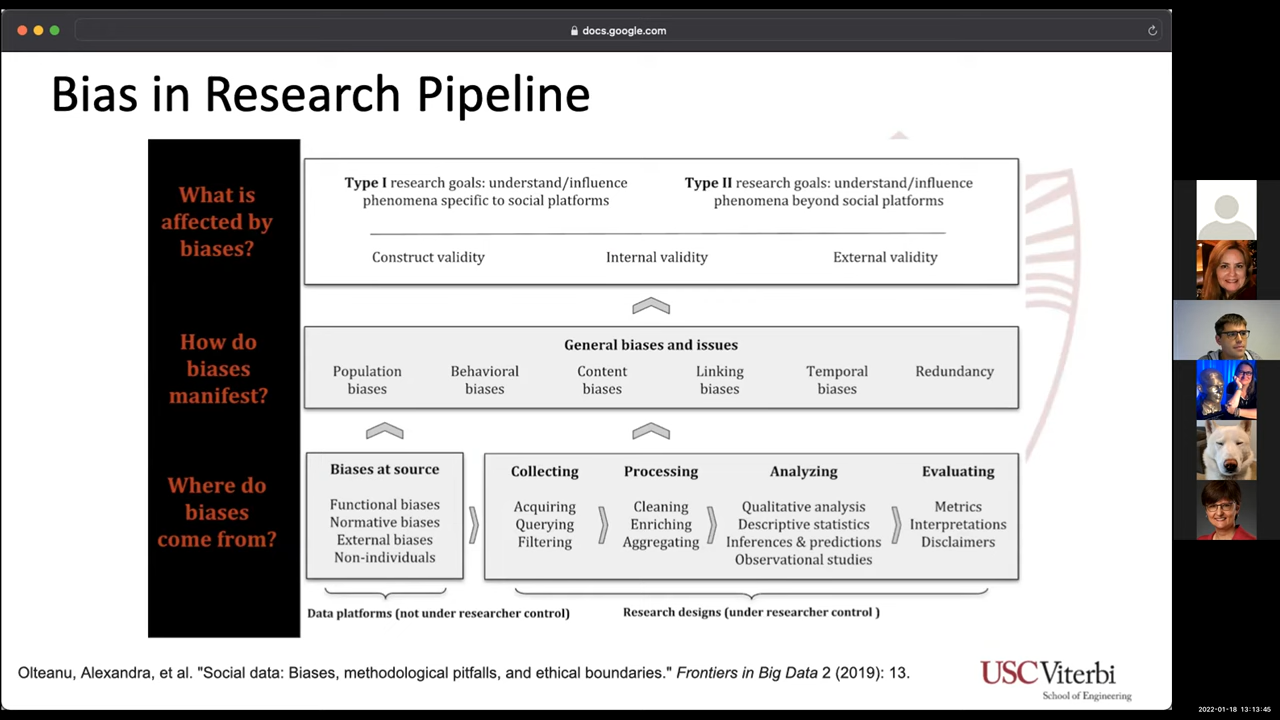 docs.google.com
Bias in Research Pipeline
What is
affected by
biases?
Type I research goals: understand/influence
phenomena specific to social platforms
Type II research goals: understand/influence
phenomena beyond social platforms
Construct validity
Internal validity
External validity
How do
biases
manifest?
General biases and issues
Population
biases
Behavioral
biases
Content
biases
Linking
biases
Temporal
biases
Redundancy
Where do
biases
come from?
Biases at source
Functional biases
Normative biases
External biases
Non-individuals
Collecting
Acquiring
Querying
Filtering
Processing
Cleaning
Enriching
Aggregating
Analyzing
Qualitative analysis
Descriptive statistics
Inferences & predictions
Observational studies
Evaluating
Metrics
Interpretations
Disclaimers
Data platforms (not under researcher control)
Research designs (under researcher control )
Olteanu, Alexandra, et al. "Social data: Biases, methodological pitfalls, and ethical boundaries." Frontiers in Big Data 2 (2019): 13.
USC Viterbi
School of Engineering
2022-01-18 13:13:45